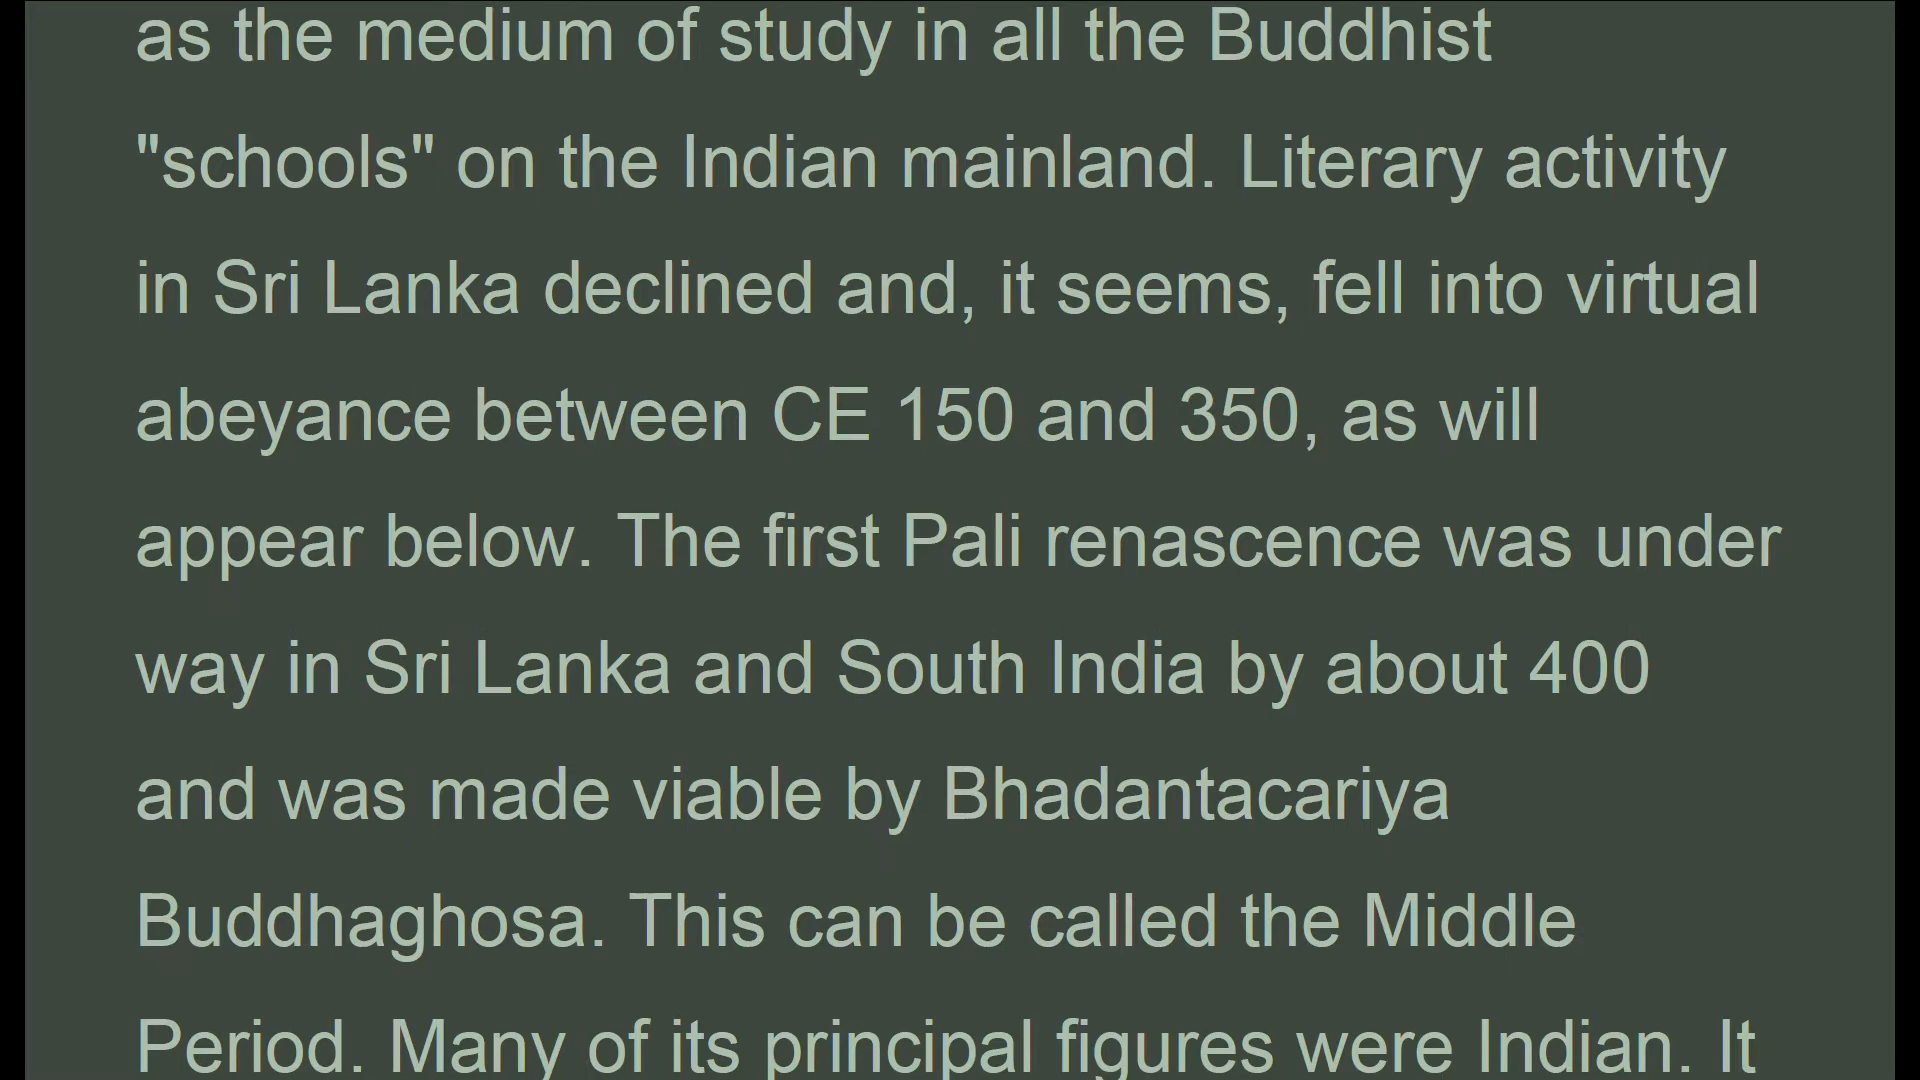 as the medium of study in all the Buddhist
"schools" on the Indian mainland. Literary activity
in Sri Lanka declined and, it seems, fell into virtual
abeyance between CE 150 and 350, as will
appear below. The first Pali renascence was under
way in Sri Lanka and South India by about 400
and was made viable by Bhadantacariya
Buddhaghosa. This can be called the Middle
Period. Many of its principal figures were Indian. It